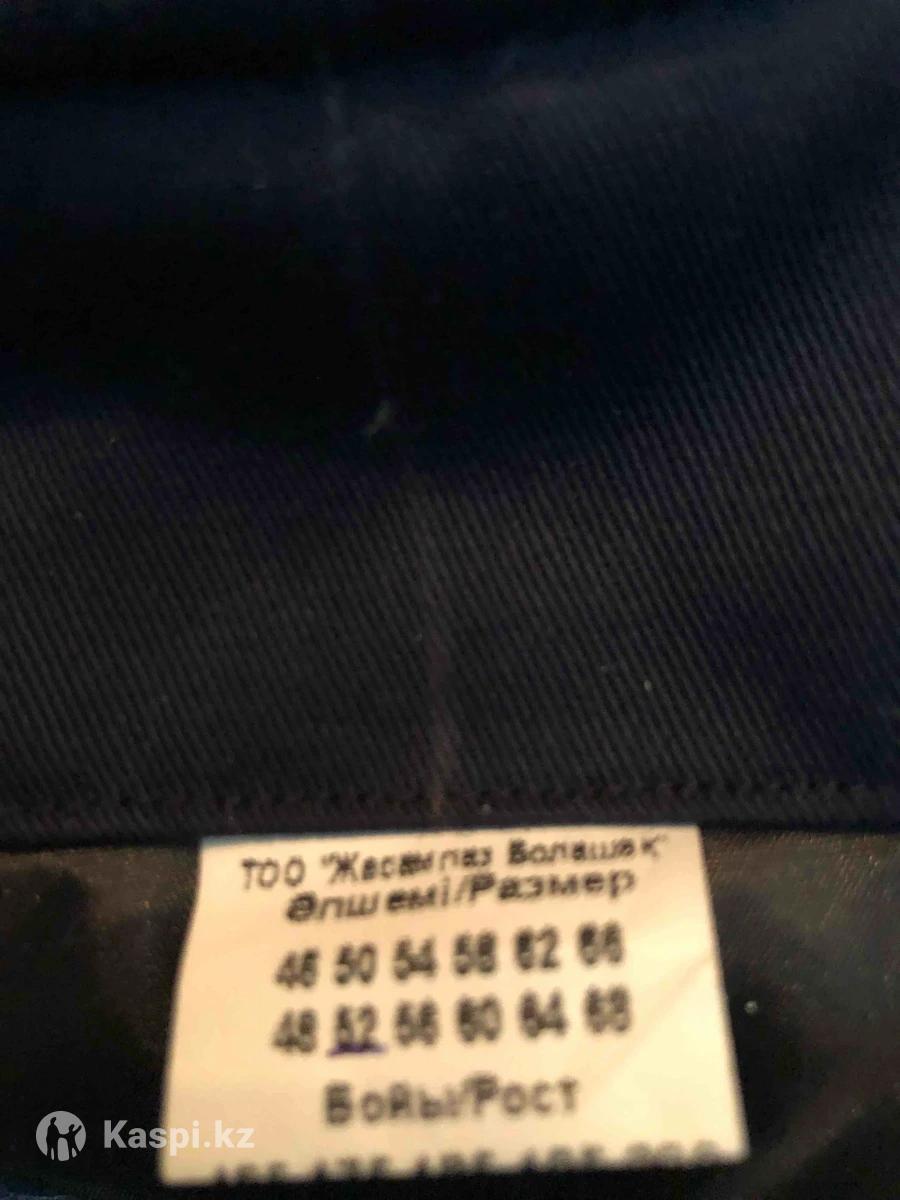 ТОО "Жасампаз Болашақ"
Өлшемі/Размер
46 50 54 58 62 66
48 52 56 60 64 68
Бойы/Рост
Kaspi.kz